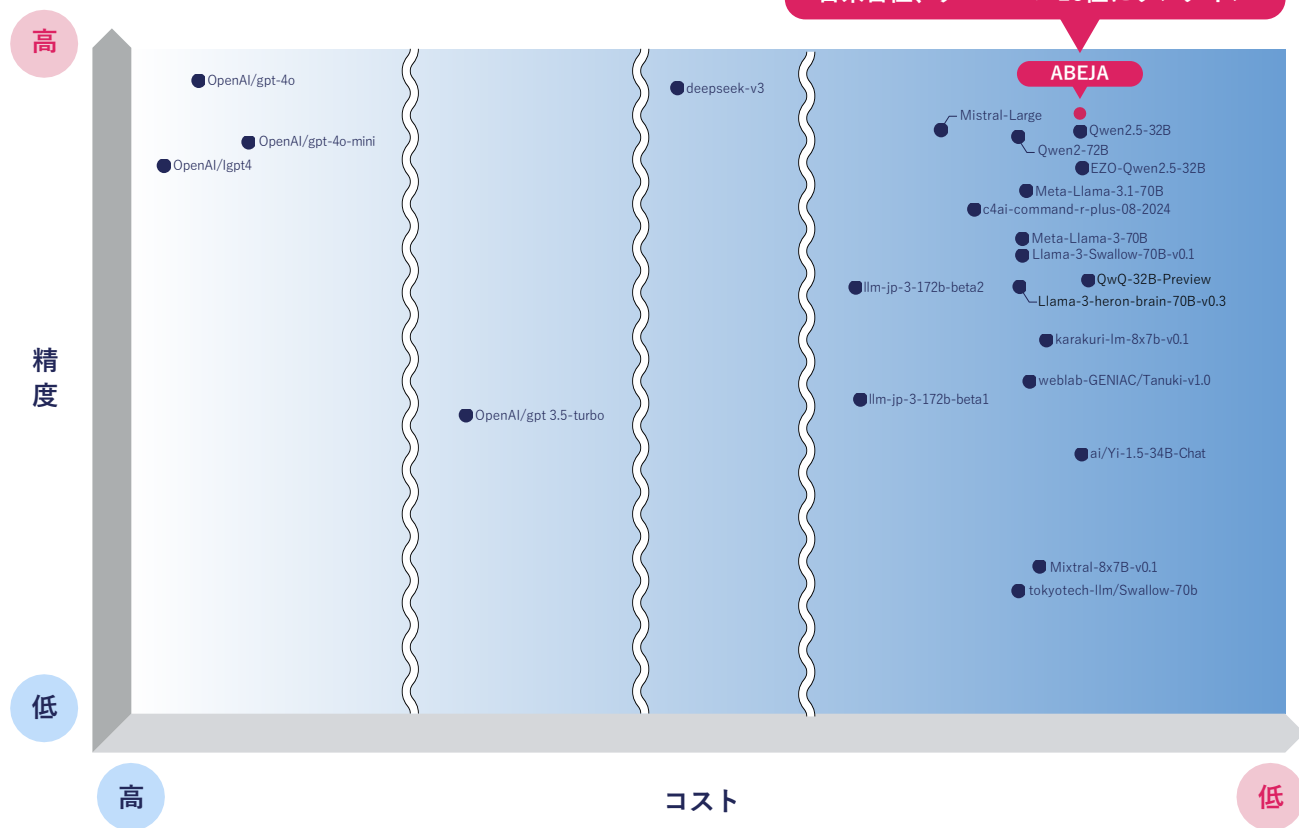 高
ABEJA
OpenAI/gpt-4o
deepseek-v3
Mistral-Large
Qwen2.5-32B
OpenAI/gpt-4o-mini
Qwen2-72B
OpenAI/lgpt4
EZO-Qwen2.5-32B
Meta-Llama-3.1-70B
c4ai-command-r-plus-08-2024
Meta-Llama-3-70B
Llama-3-Swallow-70B-v0.1
QwQ-32B-Preview
llm-jp-3-172b-beta2
Llama-3-heron-brain-70B-v0.3
karakuri-lm-8x7b-v0.1
精度
weblab-GENIAC/Tanuki-v1.0
llm-jp-3-172b-beta1
OpenAI/gpt 3.5-turbo
ai/Yi-1.5-34B-Chat
Mixtral-8x7B-v0.1
tokyotech-llm/Swallow-70b
低
高
コスト
低